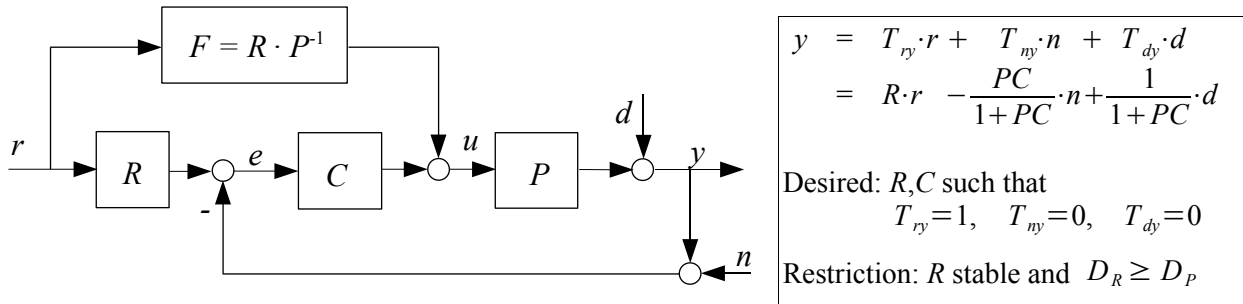 F = R · P⁻¹
r
R
e
C
u
P
d
y
-
n
y = T_ry·r + T_ny·n + T_dy·d
= R·r - PC/(1+PC)·n + 1/(1+PC)·d
Desired: R,C such that
T_ry=1, T_ny=0, T_dy=0
Restriction: R stable and D_R ≥ D_P